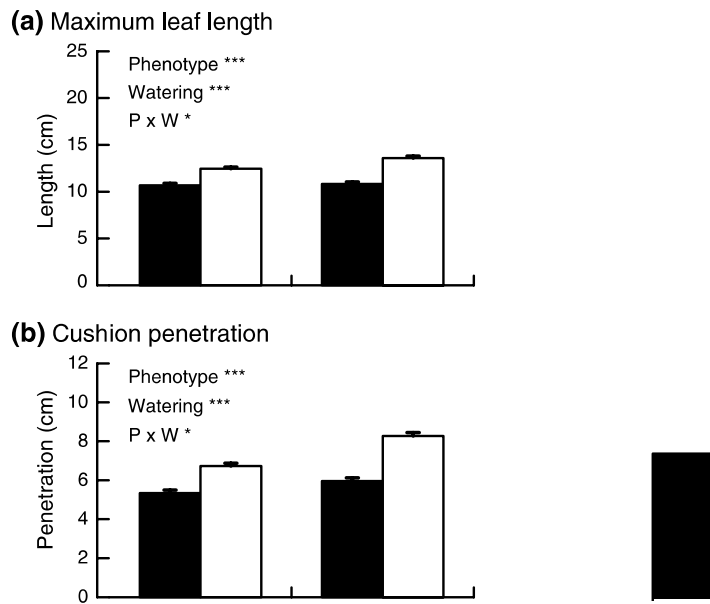 (a) Maximum leaf length
25
20
15
10
5
0
Length (cm)
Phenotype ***
Watering ***
P x W *
(b) Cushion penetration
12
10
8
6
4
2
0
Penetration (cm)
Phenotype ***
Watering ***
P x W *